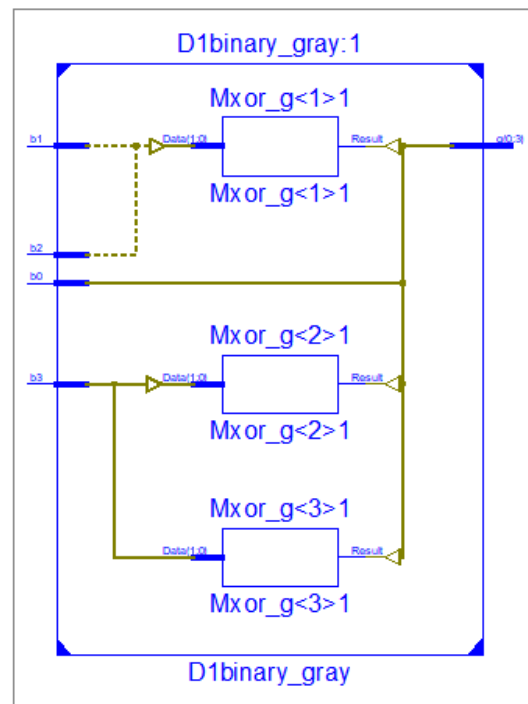 D1binary_gray:1
Mxor_g<1>1
b1
Data(1:0)
Result
g(0:3)
Mxor_g<1>1
b2
b0
Mxor_g<2>1
b3
Data(1:0)
Result
Mxor_g<2>1
Mxor_g<3>1
Data(1:0)
Result
Mxor_g<3>1
D1binary_gray